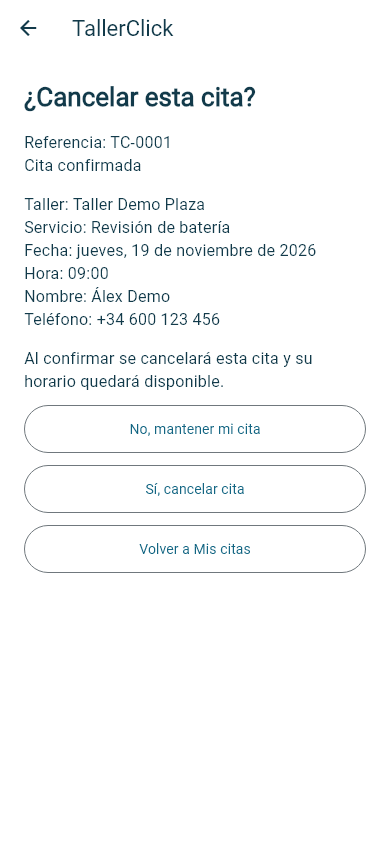 TallerClick
¿Cancelar esta cita?
Referencia: TC-0001
Cita confirmada
Taller: Taller Demo Plaza
Servicio: Revisión de batería
Fecha: jueves, 19 de noviembre de 2026
Hora: 09:00
Nombre: Álex Demo
Teléfono: +34 600 123 456
Al confirmar se cancelará esta cita y su
horario quedará disponible.
No, mantener mi cita
Sí, cancelar cita
Volver a Mis citas